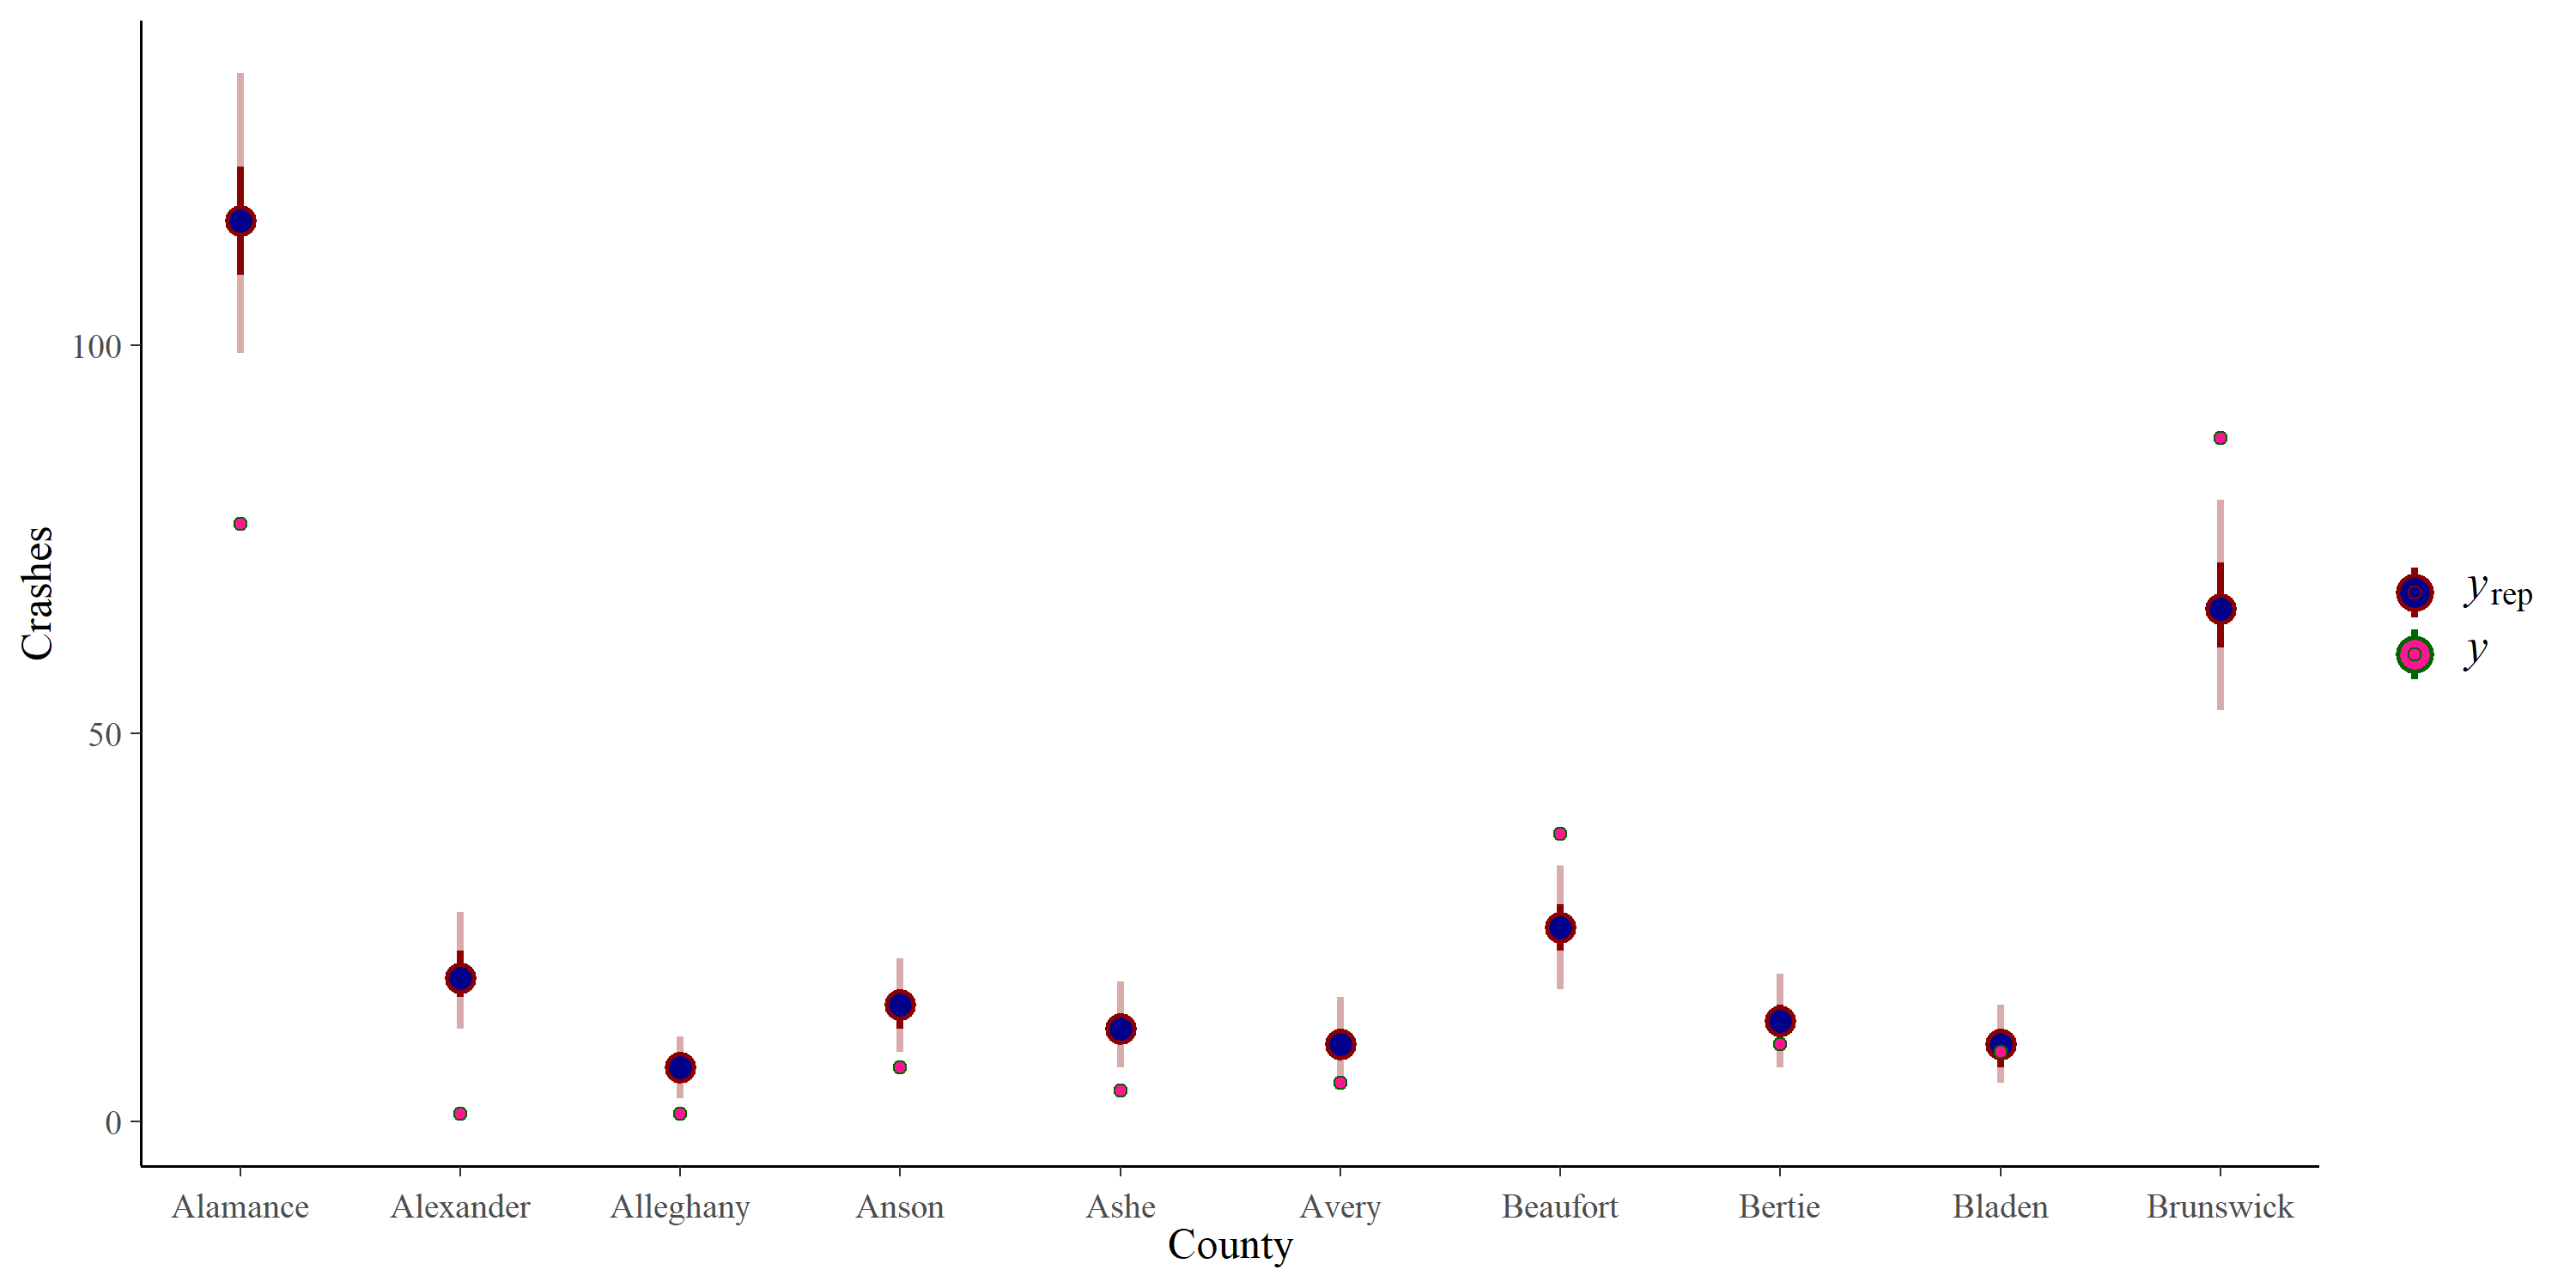 Crashes
100
50
0
Alamance Alexander Alleghany Anson Ashe Avery Beaufort Bertie Bladen Brunswick
County
yrep
y